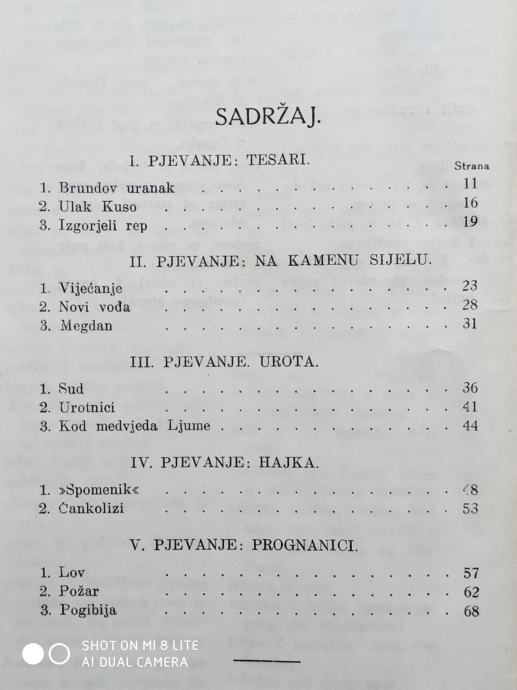 SADRŽAJ.
I. PJEVANJE: TESARI.
Strana
1. Brundov uranak . . . . . . . . . . . . . 11
2. Ulak Kuso . . . . . . . . . . . . . . . 16
3. Izgorjeli rep . . . . . . . . . . . . . . 19
II. PJEVANJE: NA KAMENU SIJELU.
1. Vijećanje . . . . . . . . . . . . . . . 23
2. Novi vođa . . . . . . . . . . . . . . . 28
3. Megdan . . . . . . . . . . . . . . . 31
III. PJEVANJE. UROTA.
1. Sud . . . . . . . . . . . . . . . 36
2. Urotnici . . . . . . . . . . . . . . . 41
3. Kod medvjeda Ljume . . . . . . . . . . . . 44
IV. PJEVANJE: HAJKA.
1. »Spomenik« . . . . . . . . . . . . . . . 48
2. Čankolizi . . . . . . . . . . . . . . . 53
V. PJEVANJE: PROGNANICI.
1. Lov . . . . . . . . . . . . . . . 57
2. Požar . . . . . . . . . . . . . . . 62
3. Pogibija . . . . . . . . . . . . . . . 68
SHOT ON MI 8 LITE
AI DUAL CAMERA